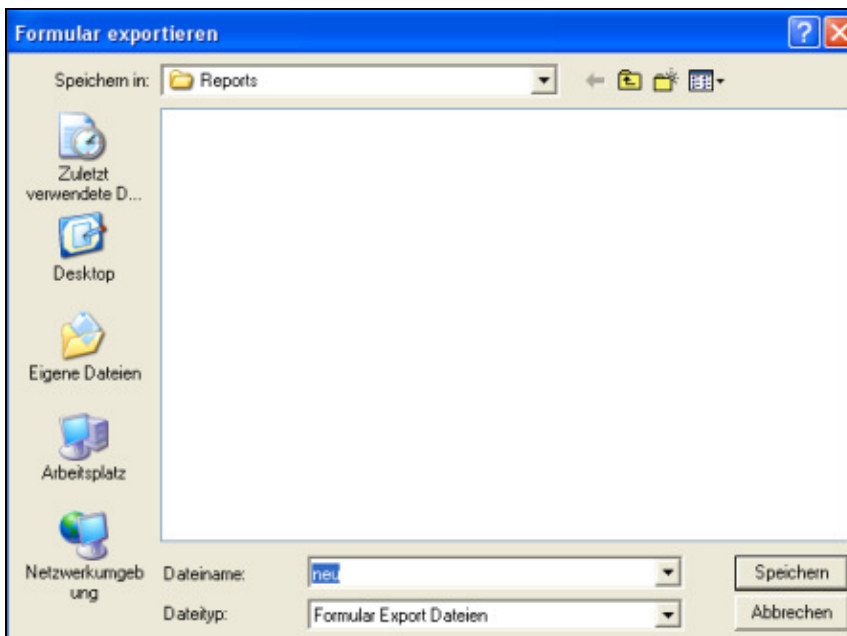 Formular exportieren
Speichern in: Reports
Zuletzt
verwendete D...
Desktop
Eigene Dateien
Arbeitsplatz
Netzwerkumgeb
ung
Dateiname: neu Speichern
Dateityp: Formular Export Dateien Abbrechen